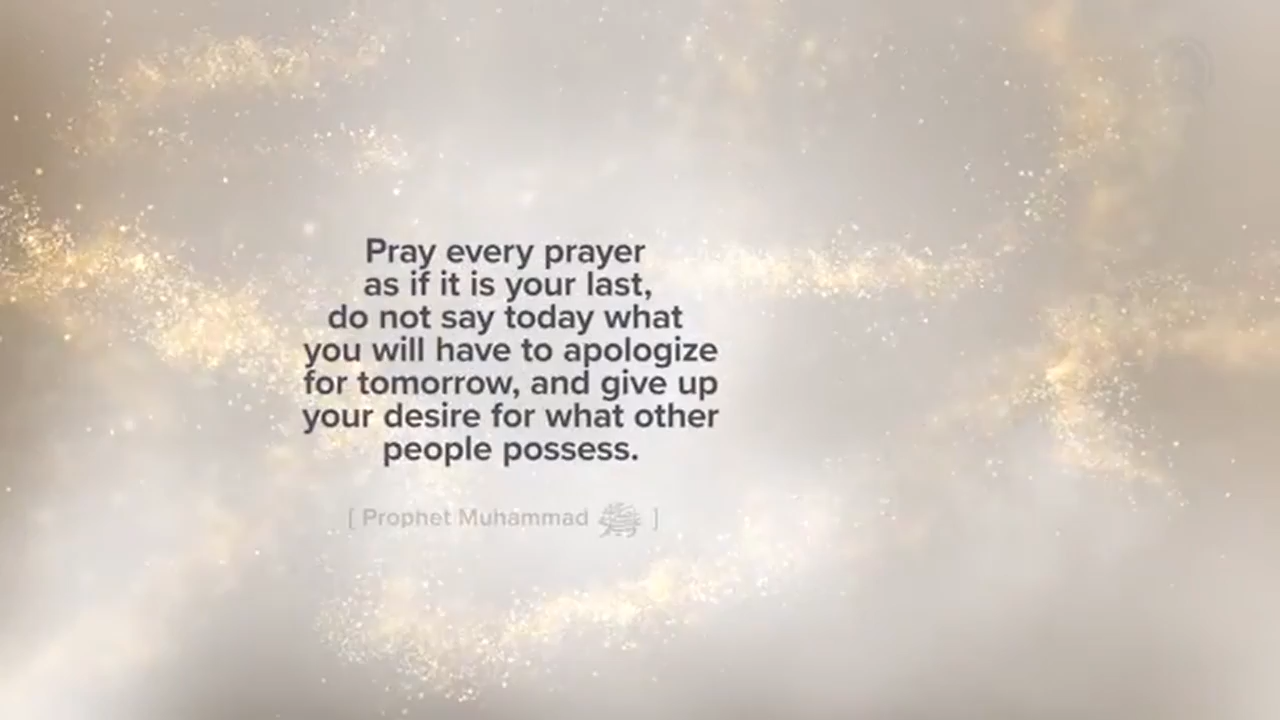 Pray every prayer
as if it is your last,
do not say today what
you will have to apologize
for tomorrow, and give up
your desire for what other
people possess.
[ Prophet Muhammad ﷺ ]